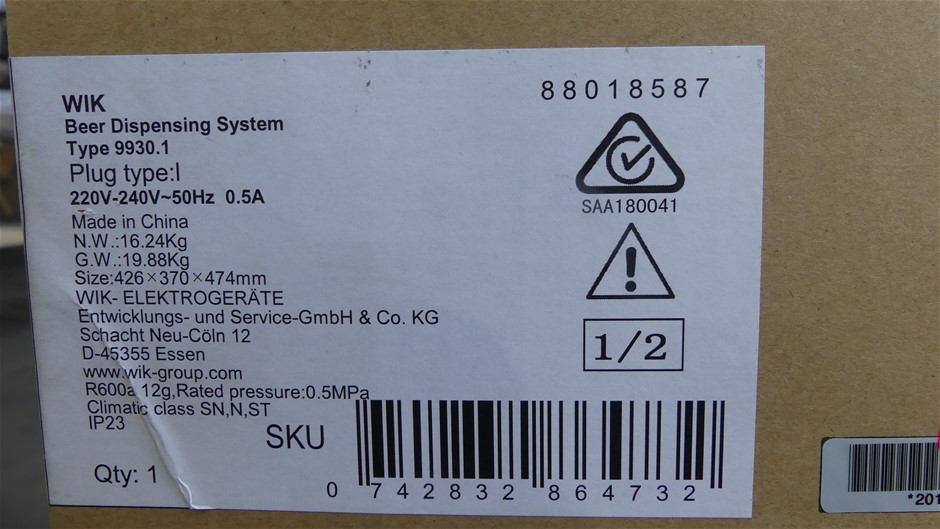 WIK
Beer Dispensing System
Type 9930.1
Plug type:I
220V-240V~50Hz 0.5A
Made in China
N.W.:16.24Kg
G.W.:19.88Kg
Size:426×370×474mm
WIK- ELEKTROGERÄTE
Entwicklungs- und Service-GmbH & Co. KG
Schacht Neu-Cöln 12
D-45355 Essen
www.wik-group.com
R600a 12g,Rated pressure:0.5MPa
Climatic class SN,N,ST
IP23
Qty: 1
SKU
88018587
SAA180041
1/2
0 742832 864732
*201